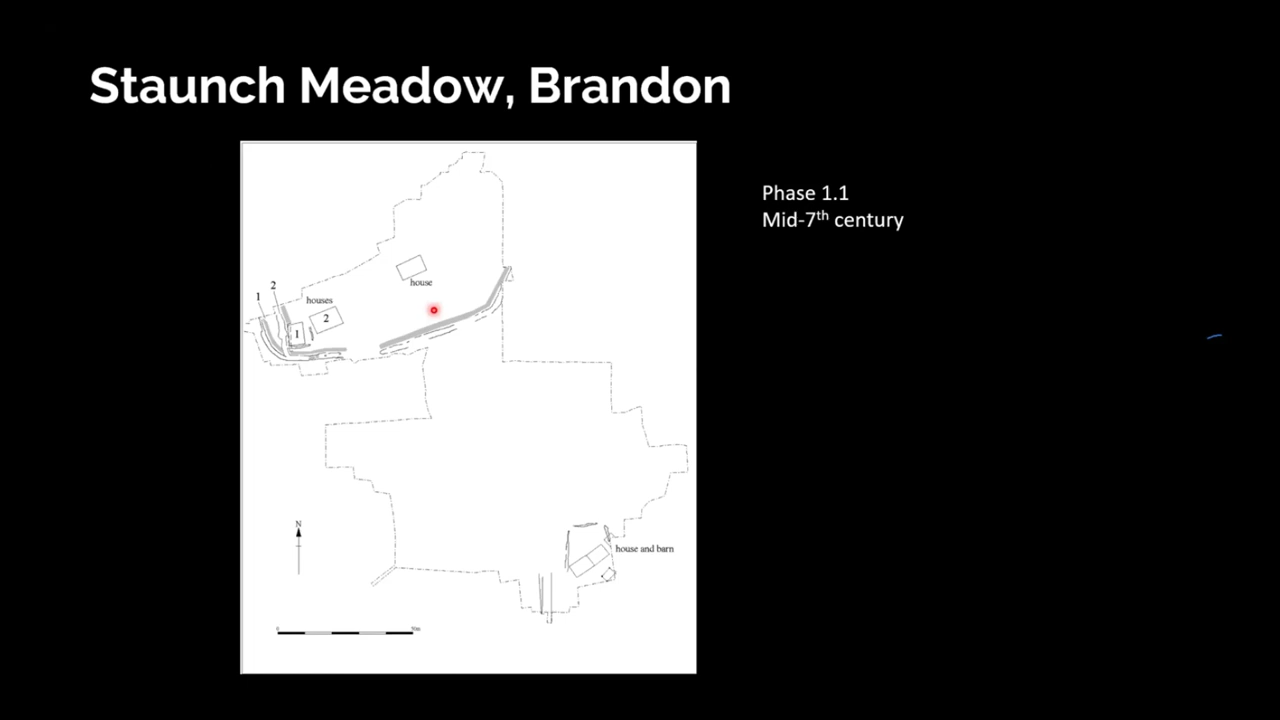 Staunch Meadow, Brandon
Phase 1.1
Mid-7th century
house
2
1
houses
2
1
N
house and barn
0
50m